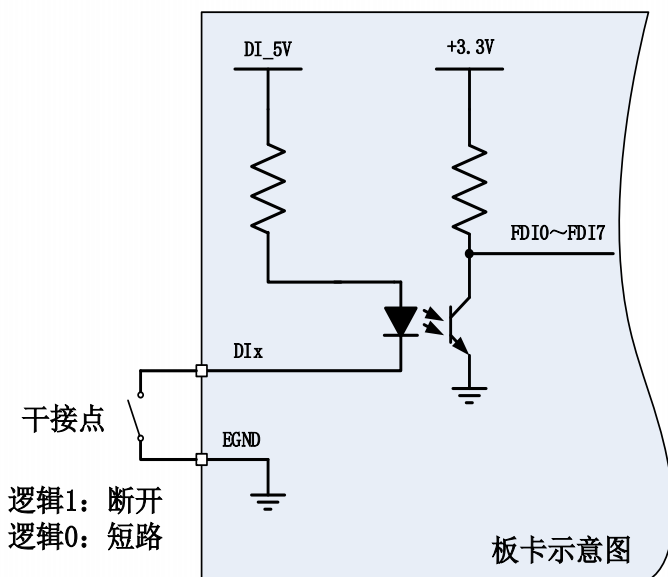 DI_5V
+3.3V
FDI0～FDI7
DIx
干接点
EGND
逻辑1：断开
逻辑0：短路
板卡示意图